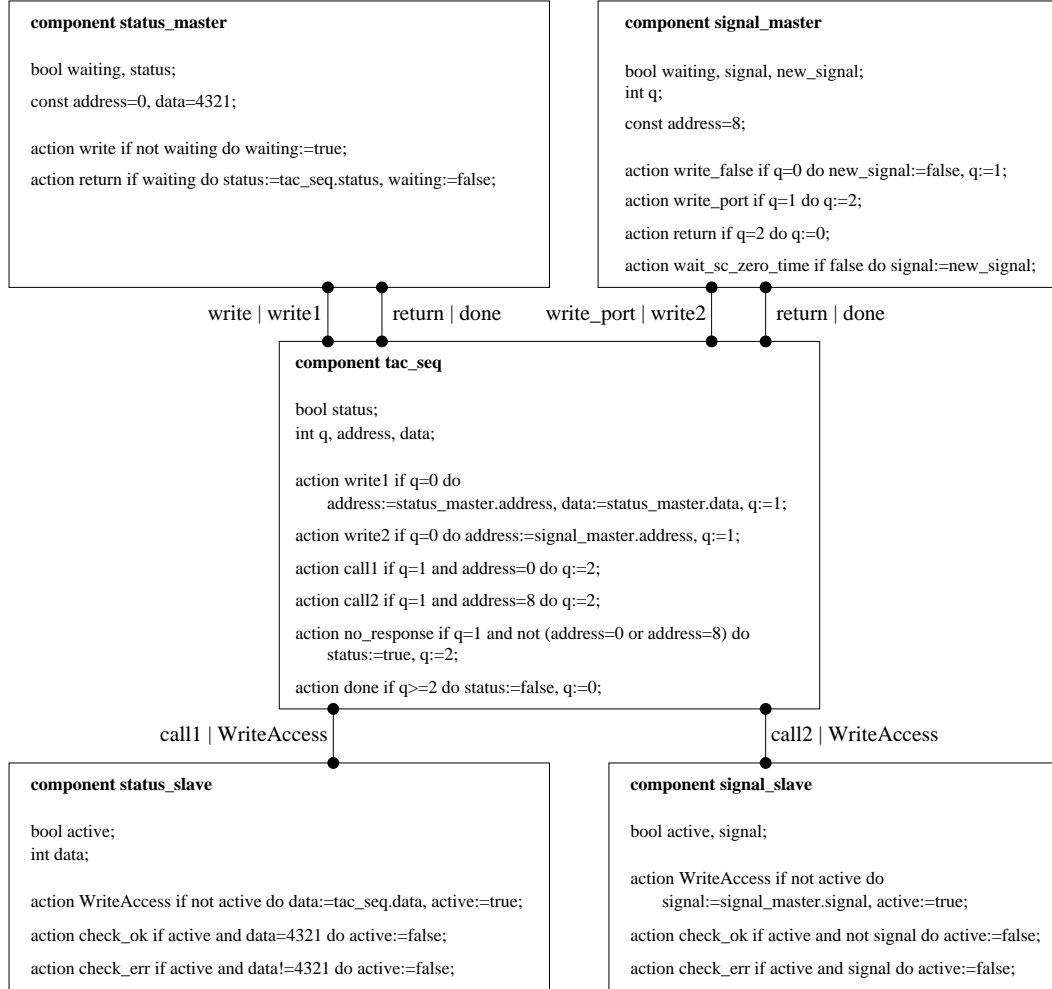 component status_master
bool waiting, status;
const address=0, data=4321;
action write if not waiting do waiting:=true;
action return if waiting do status:=tac_seq.status, waiting:=false;
component signal_master
bool waiting, signal, new_signal;
int q;
const address=8;
action write_false if q=0 do new_signal:=false, q:=1;
action write_port if q=1 do q:=2;
action return if q=2 do q:=0;
action wait_sc_zero_time if false do signal:=new_signal;
write | write1
return | done
write_port | write2
return | done
component tac_seq
bool status;
int q, address, data;
action write1 if q=0 do
address:=status_master.address, data:=status_master.data, q:=1;
action write2 if q=0 do address:=signal_master.address, q:=1;
action call1 if q=1 and address=0 do q:=2;
action call2 if q=1 and address=8 do q:=2;
action no_response if q=1 and not (address=0 or address=8) do
status:=true, q:=2;
action done if q>=2 do status:=false, q:=0;
call1 | WriteAccess
call2 | WriteAccess
component status_slave
bool active;
int data;
action WriteAccess if not active do data:=tac_seq.data, active:=true;
action check_ok if active and data=4321 do active:=false;
action check_err if active and data!=4321 do active:=false;
component signal_slave
bool active, signal;
action WriteAccess if not active do
signal:=signal_master.signal, active:=true;
action check_ok if active and not signal do active:=false;
action check_err if active and signal do active:=false;